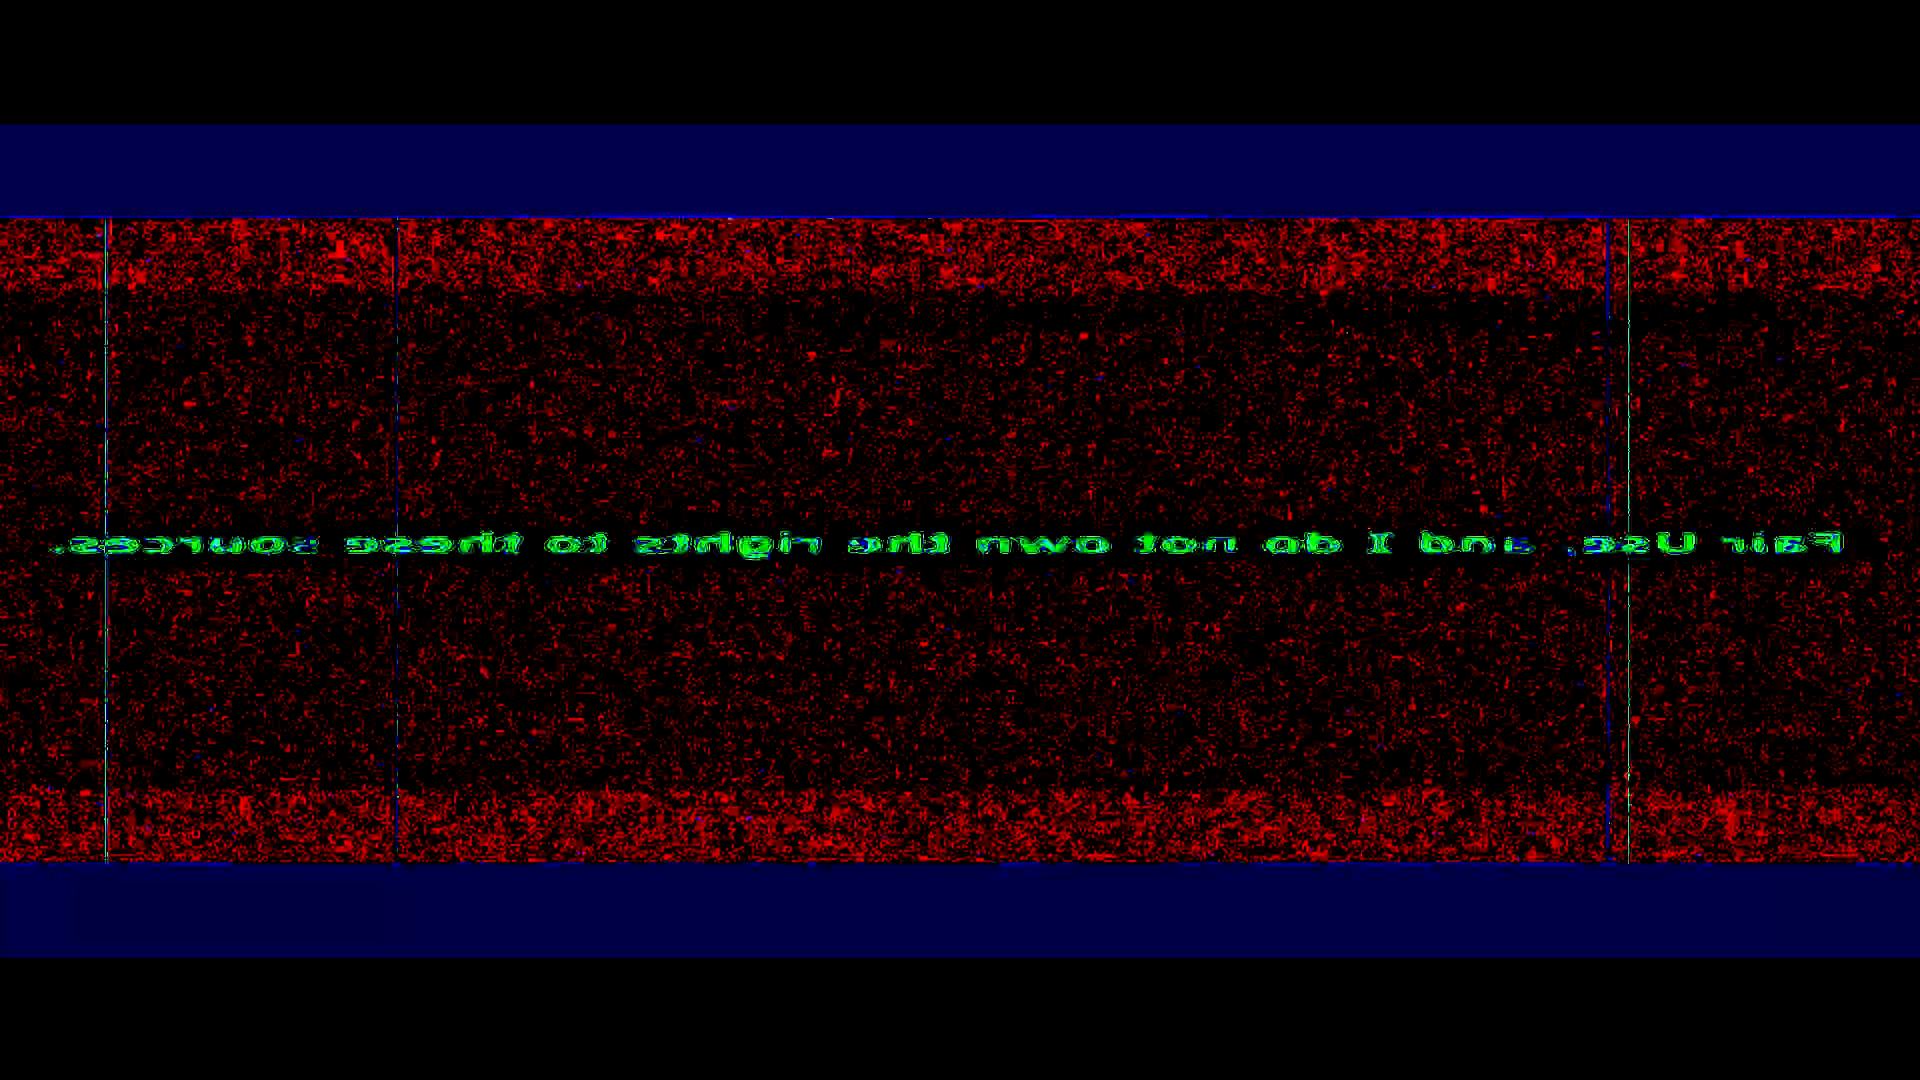 Fair Use, and I do not own the rights to these sources.